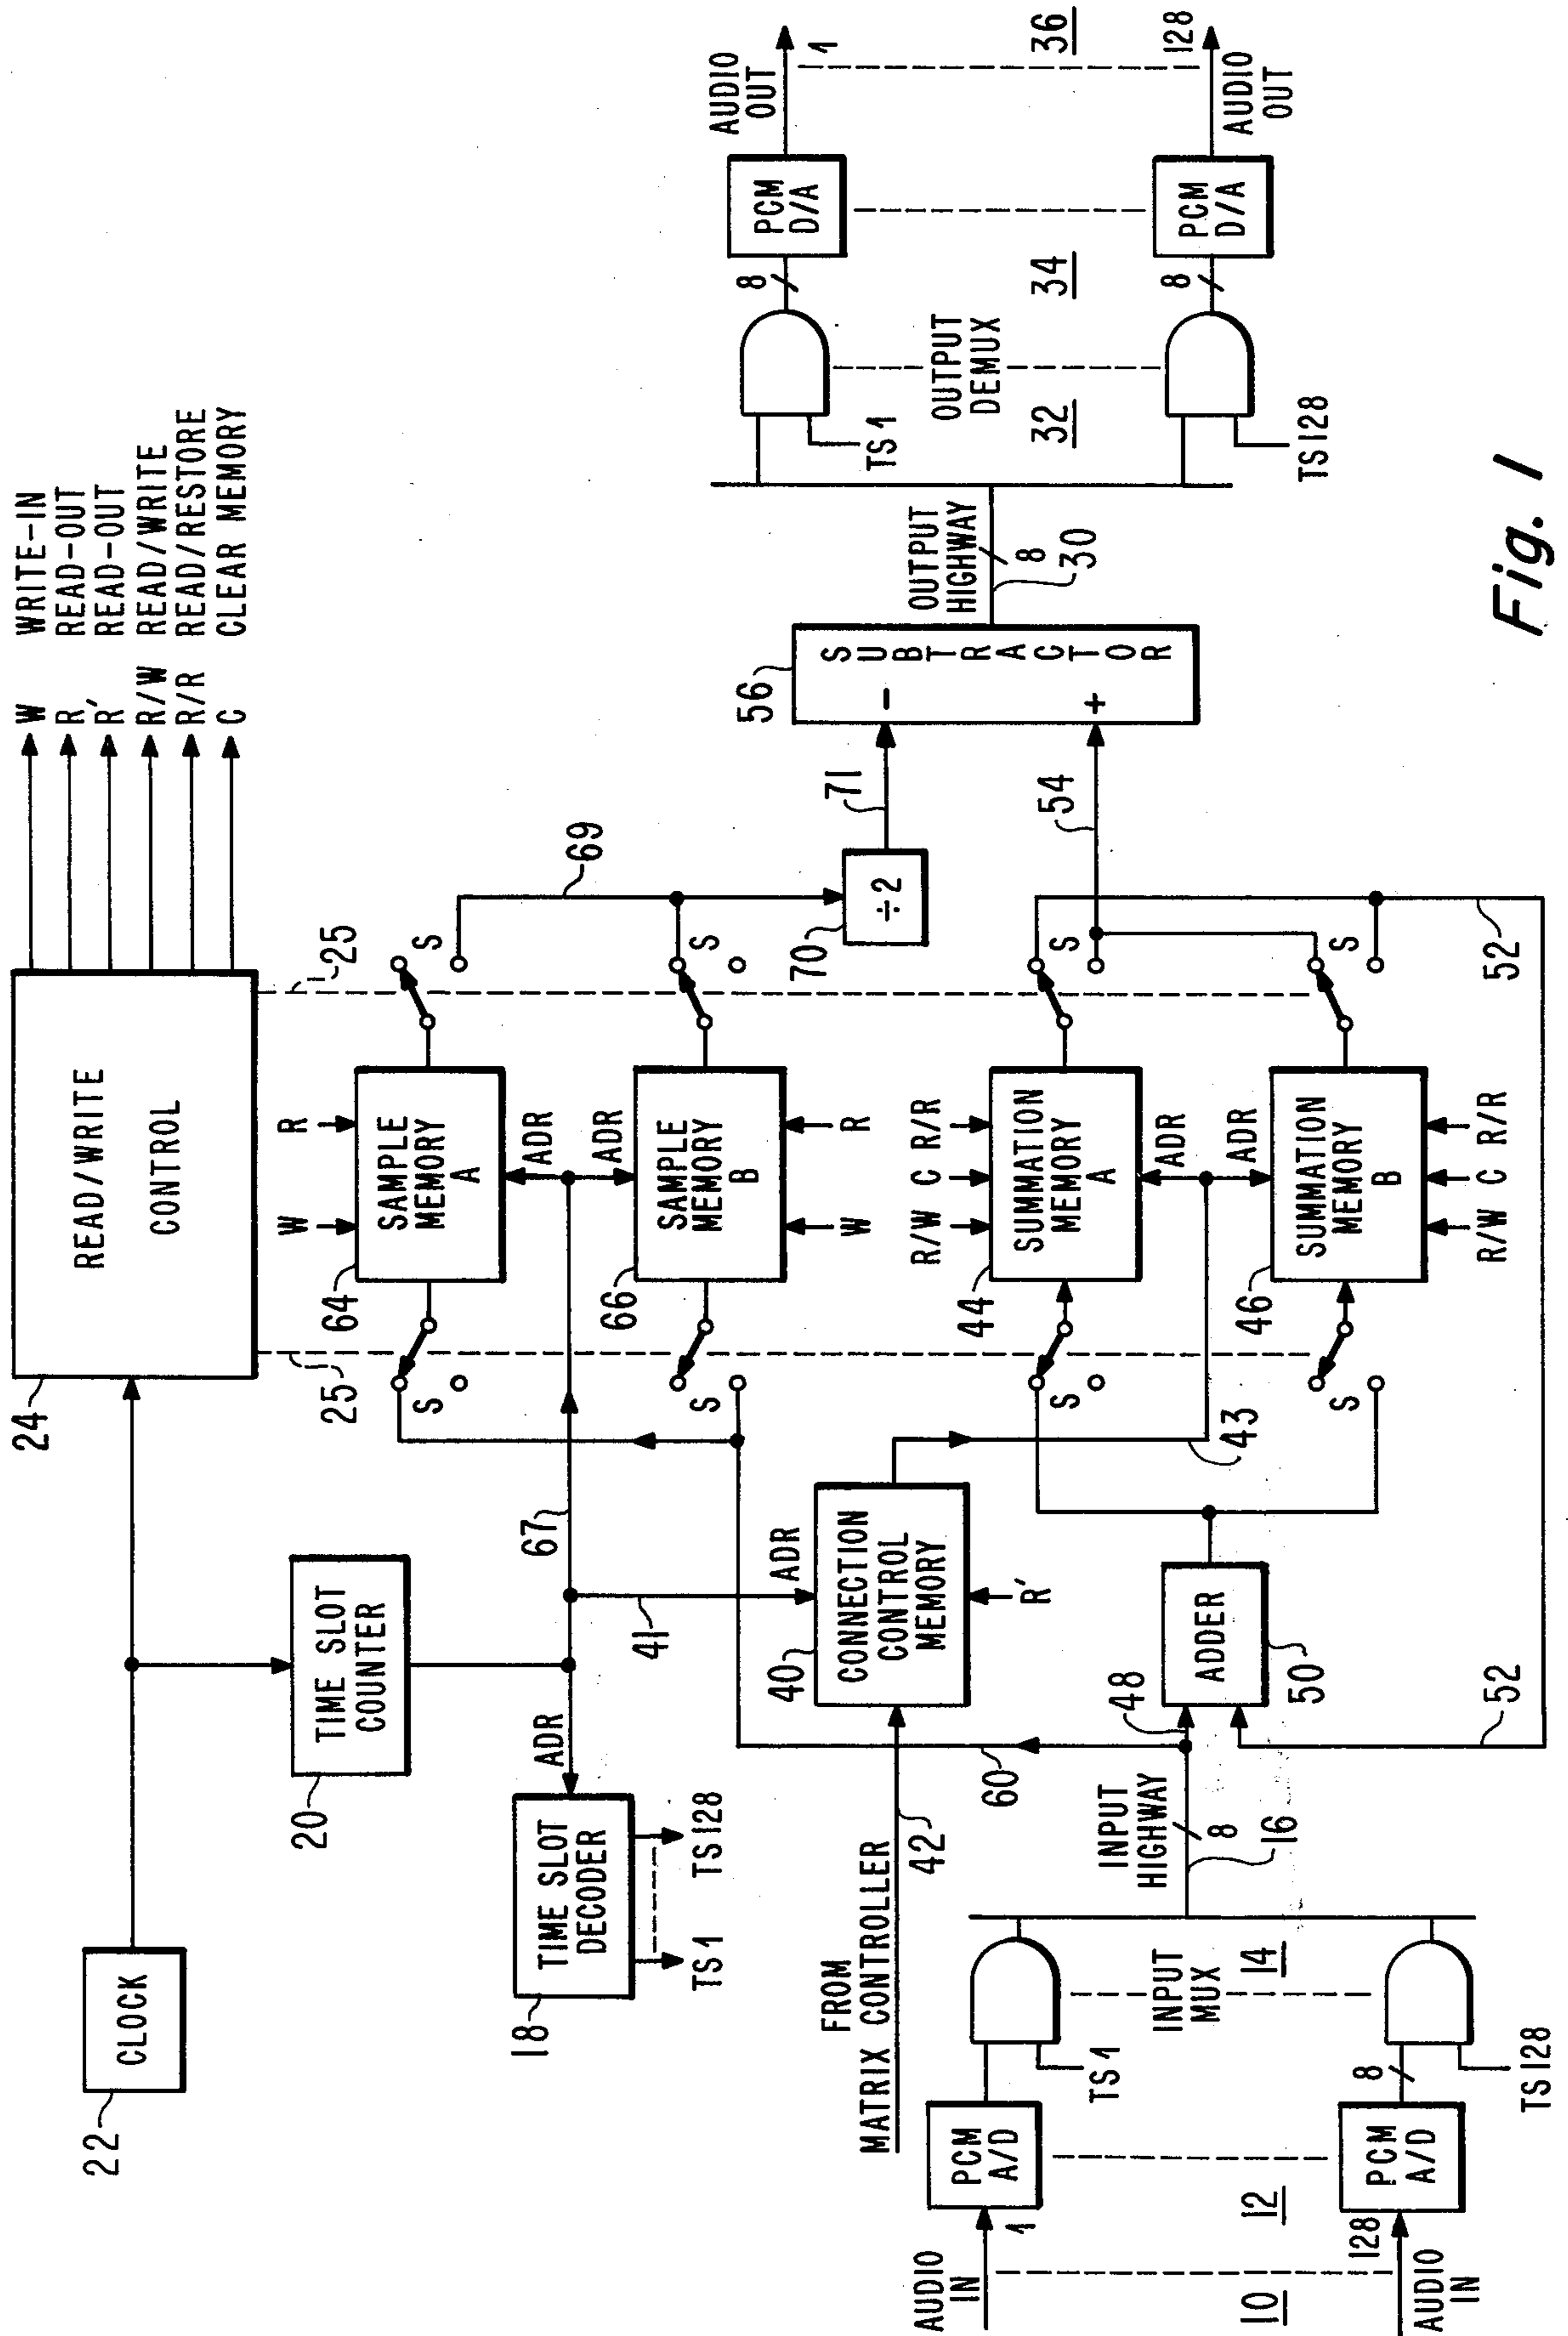 24
READ/WRITE
CONTROL
W WRITE-IN
R READ-OUT
R' READ-OUT
R/W READ/WRITE
R/R READ/RESTORE
C CLEAR MEMORY
22
CLOCK
20
TIME SLOT
COUNTER
25
25
18
TIME SLOT
DECODER
ADR
TS1
TS128
67
41
W
R
64
SAMPLE
MEMORY
A
S
S
ADR
ADR
66
SAMPLE
MEMORY
B
S
S
W
R
69
70
÷2
71
56
SUBTRACTOR
-
+
54
FROM
MATRIX CONTROLLER
42
40
CONNECTION
CONTROL
MEMORY
ADR
R'
43
R/W C R/R
44
SUMMATION
MEMORY
A
S
S
ADR
ADR
46
SUMMATION
MEMORY
B
S
S
R/W C R/R
52
52
48
ADDER
50
60
INPUT
HIGHWAY
8
16
AUDIO
IN
1
PCM
A/D
TS1
10
12
INPUT
MUX
14
AUDIO
IN
128
PCM
A/D
8
TS128
OUTPUT
HIGHWAY
8
30
TS1
8
PCM
D/A
AUDIO
OUT
1
OUTPUT
DEMUX
32
34
36
TS128
8
PCM
D/A
AUDIO
OUT
128
Fig. 1